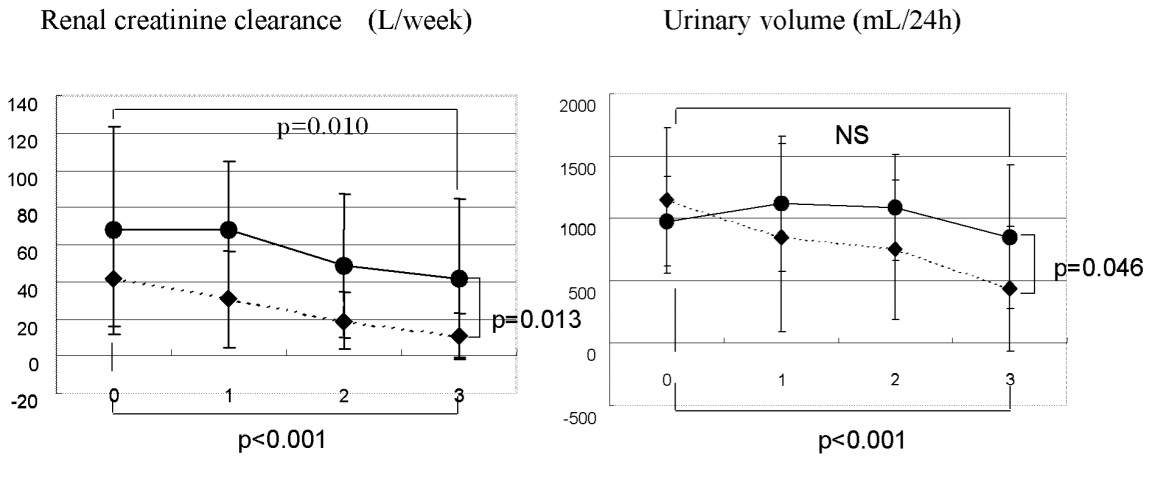 Renal creatinine clearance (L/week)
140
120
100
80
60
40
20
0
-20
p=0.010
p=0.013
0 1 2 3
p<0.001
Urinary volume (mL/24h)
2000
1500
1000
500
0
-500
NS
p=0.046
0 1 2 3
p<0.001